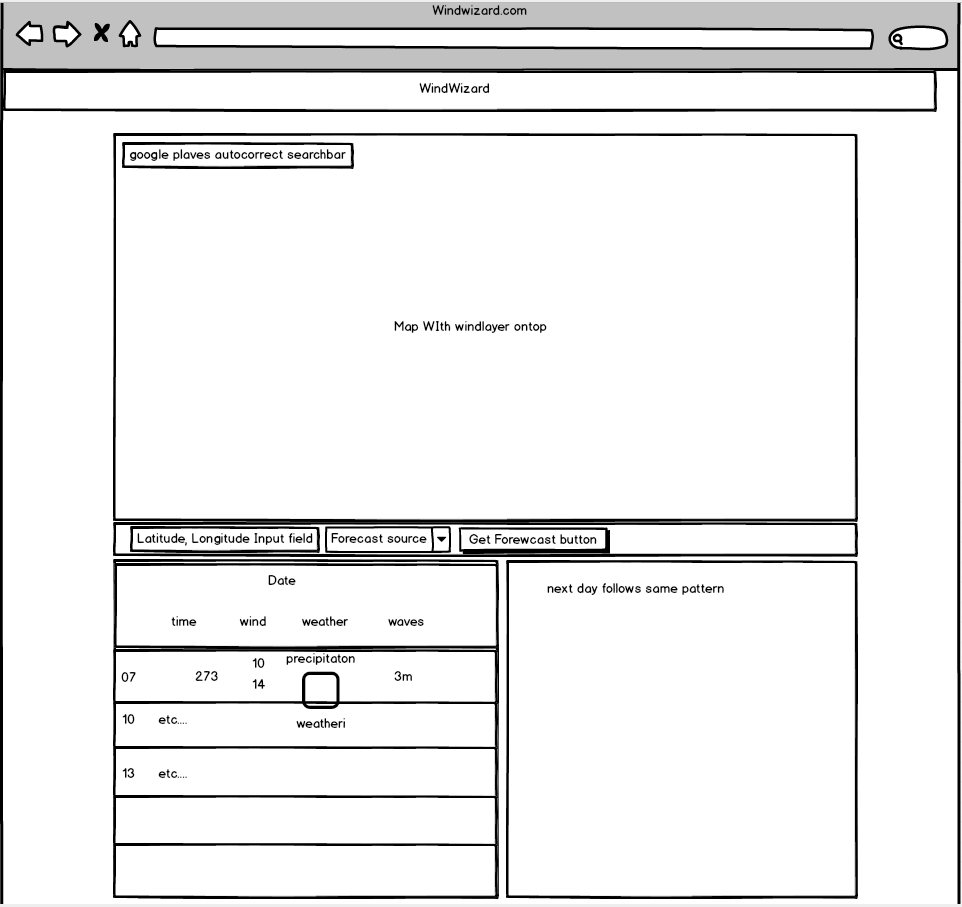 Windwizard.com
WindWizard
google plaves autocorrect searchbar
Map WIth windlayer ontop
Latitude, Longitude Input field Forecast source Get Forewcast button
Date
time wind weather waves
07 273 10 14 precipitaton 3m
10 etc.... weatheri
13 etc....
next day follows same pattern